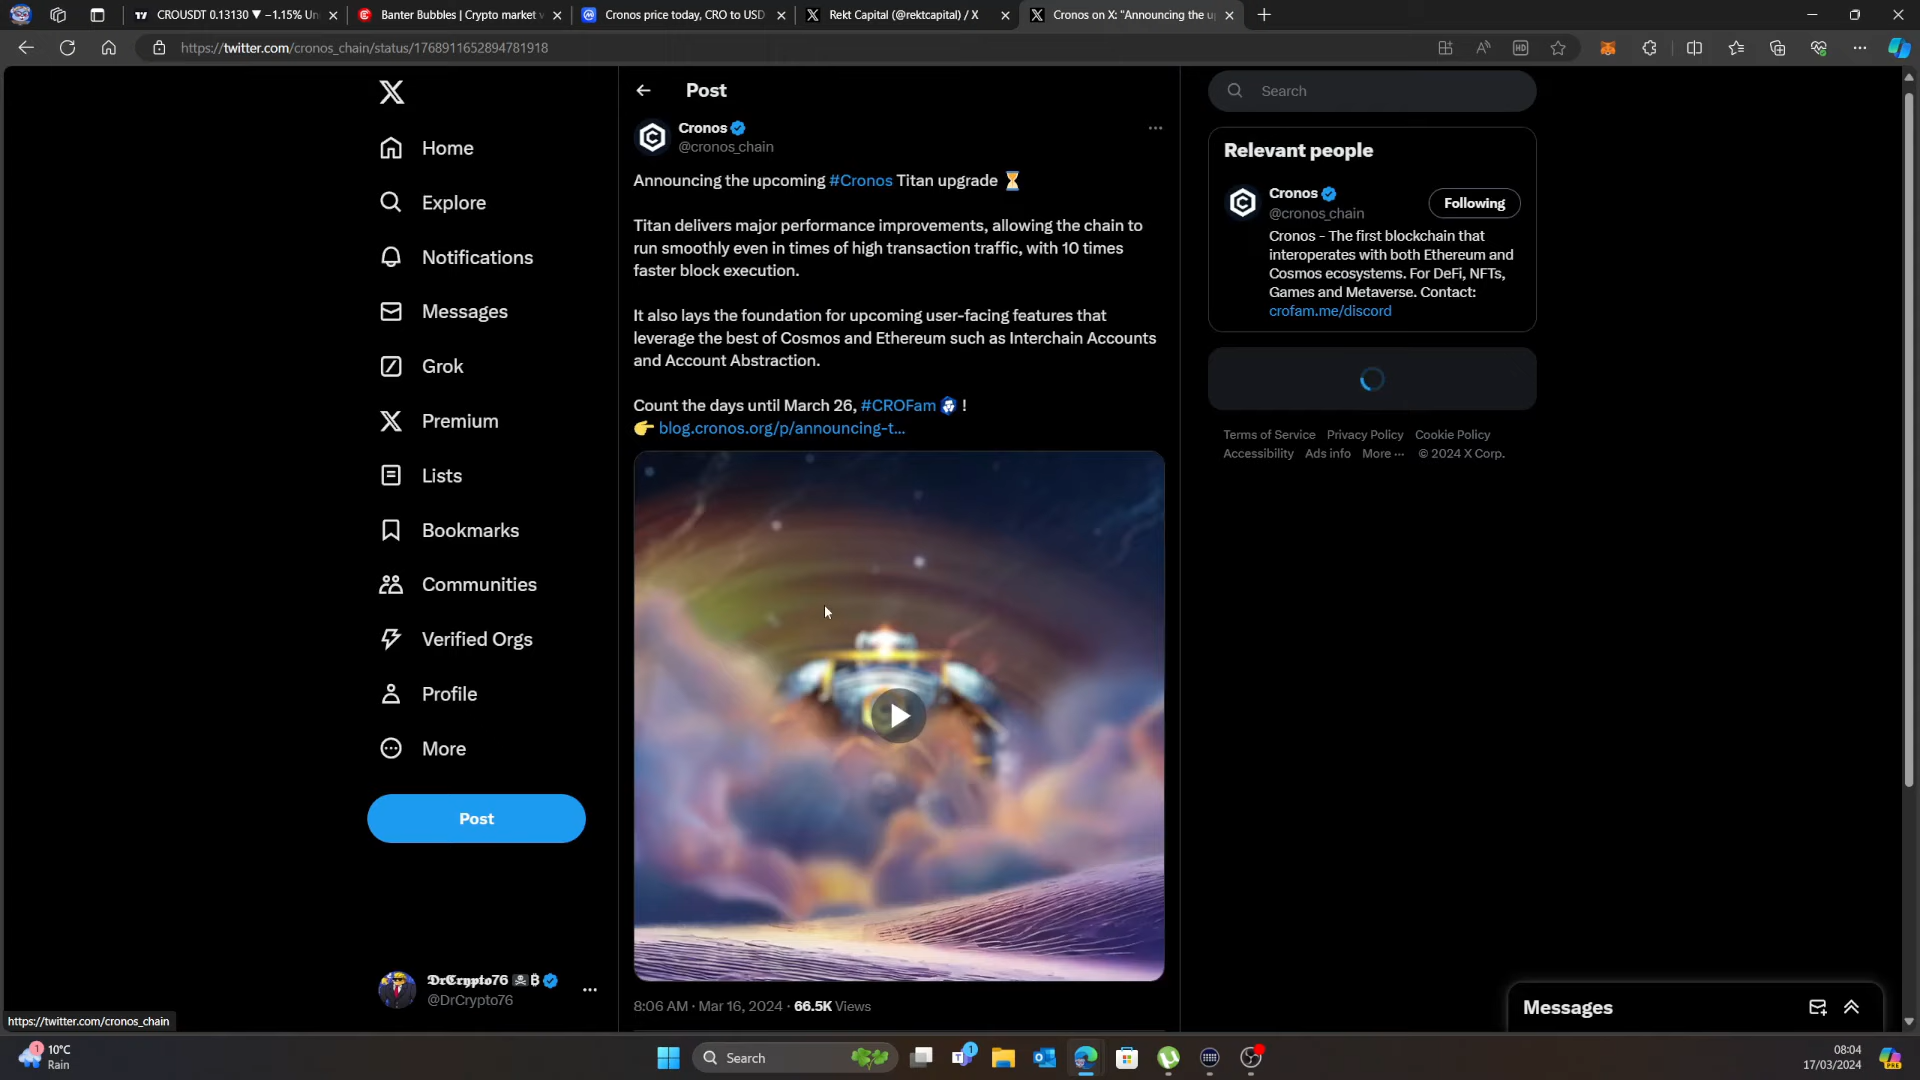 CROUSDT 0.13130 ▼ −1.15% Un
Banter Bubbles | Crypto market v
Cronos price today, CRO to USD
Rekt Capital (@rektcapital) / X
Cronos on X: "Announcing the u
https://twitter.com/cronos_chain/status/1768911652894781918
Home
Explore
Notifications
Messages
Grok
Premium
Lists
Bookmarks
Communities
Verified Orgs
Profile
More
Post
DrCrypto76
@DrCrypto76
https://twitter.com/cronos_chain
Post
Cronos
@cronos_chain
Announcing the upcoming #Cronos Titan upgrade ⏳
Titan delivers major performance improvements, allowing the chain to
run smoothly even in times of high transaction traffic, with 10 times
faster block execution.
It also lays the foundation for upcoming user-facing features that
leverage the best of Cosmos and Ethereum such as Interchain Accounts
and Account Abstraction.
Count the days until March 26, #CROFam !
👉 blog.cronos.org/p/announcing-t...
8:06 AM · Mar 16, 2024 · 66.5K Views
Search
Relevant people
Cronos
@cronos_chain
Following
Cronos - The first blockchain that
interoperates with both Ethereum and
Cosmos ecosystems. For DeFi, NFTs,
Games and Metaverse. Contact:
crofam.me/discord
Terms of Service Privacy Policy Cookie Policy
Accessibility Ads info More ··· © 2024 X Corp.
Messages
1
10°C
Rain
Search
1
08:04
17/03/2024